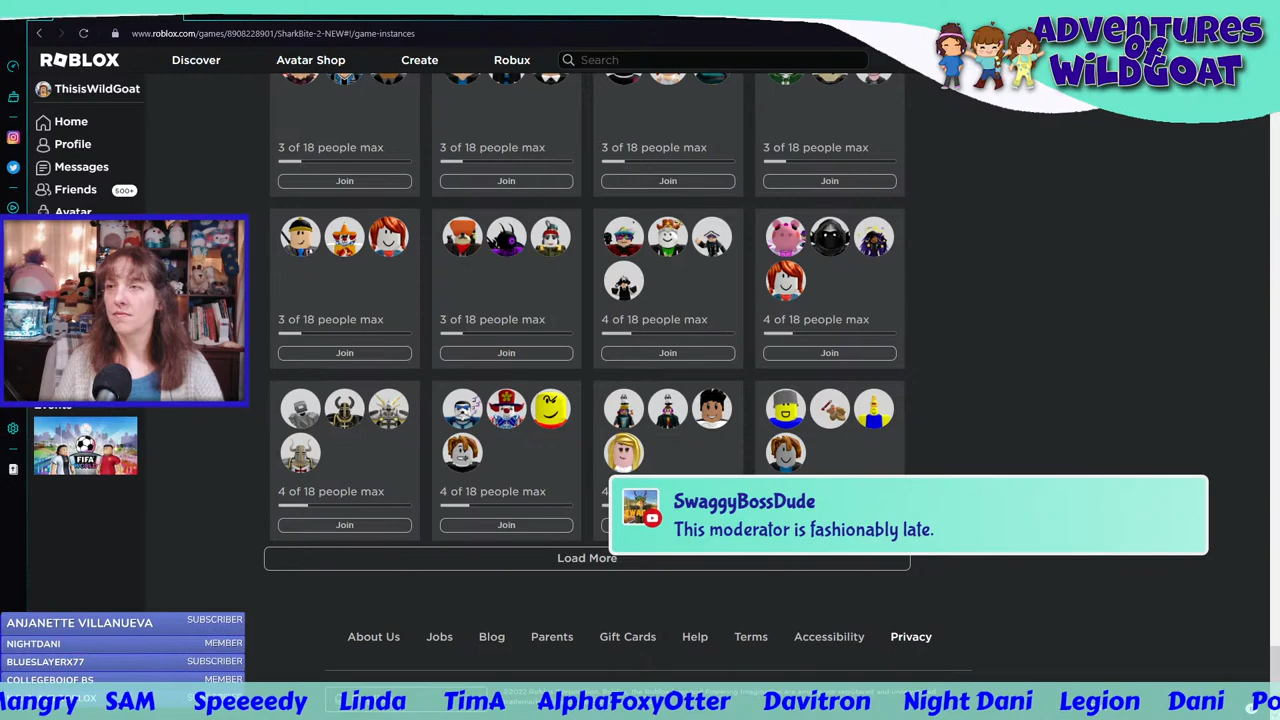 www.roblox.com/games/8908228901/SharkBite-2-NEW#!/game-instances
ADVENTURES
OF
WiLDGOAT
ROBLOX
Discover
Avatar Shop
Create
Robux
Search
ThisisWildGoat
Home
Profile
Messages
Friends
500+
Avatar
3 of 18 people max
3 of 18 people max
3 of 18 people max
3 of 18 people max
Join
Join
Join
Join
3 of 18 people max
3 of 18 people max
4 of 18 people max
4 of 18 people max
Join
Join
Join
Join
Events
FIFA
WORLD
4 of 18 people max
4 of 18 people max
Join
Join
SwaggyBossDude
This moderator is fashionably late.
Load More
About Us
Jobs
Blog
Parents
Gift Cards
Help
Terms
Accessibility
Privacy
ANJANETTE VILLANUEVA SUBSCRIBER
NIGHTDANI MEMBER
BLUESLAYERX77 SUBSCRIBER
COLLEGEBOIOF BS MEMBER
SAM Speeeedy Linda TimA AlphaFoxyOtter Davitron Night Dani Legion Dani